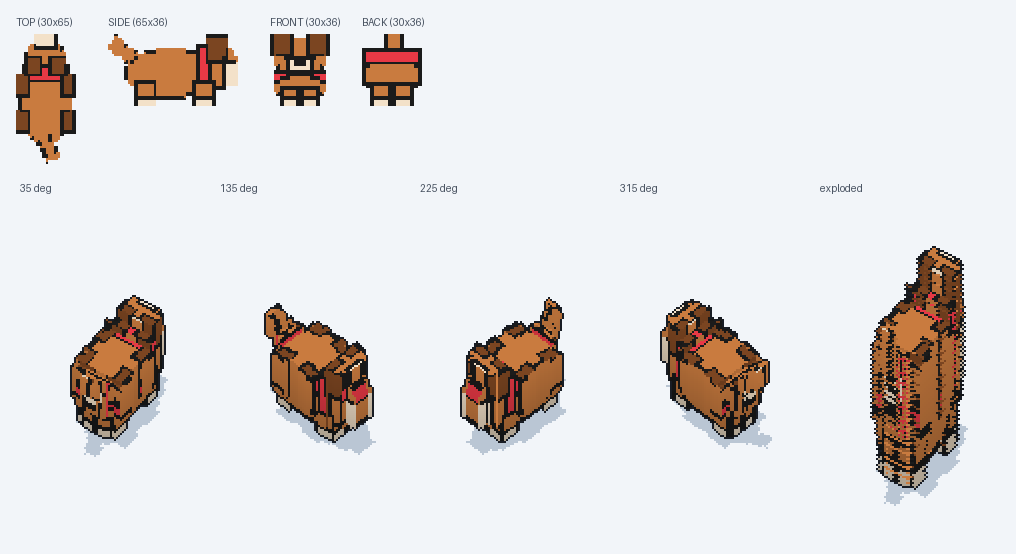 TOP (30x65)
SIDE (65x36)
FRONT (30x36)
BACK (30x36)
35 deg
135 deg
225 deg
315 deg
exploded